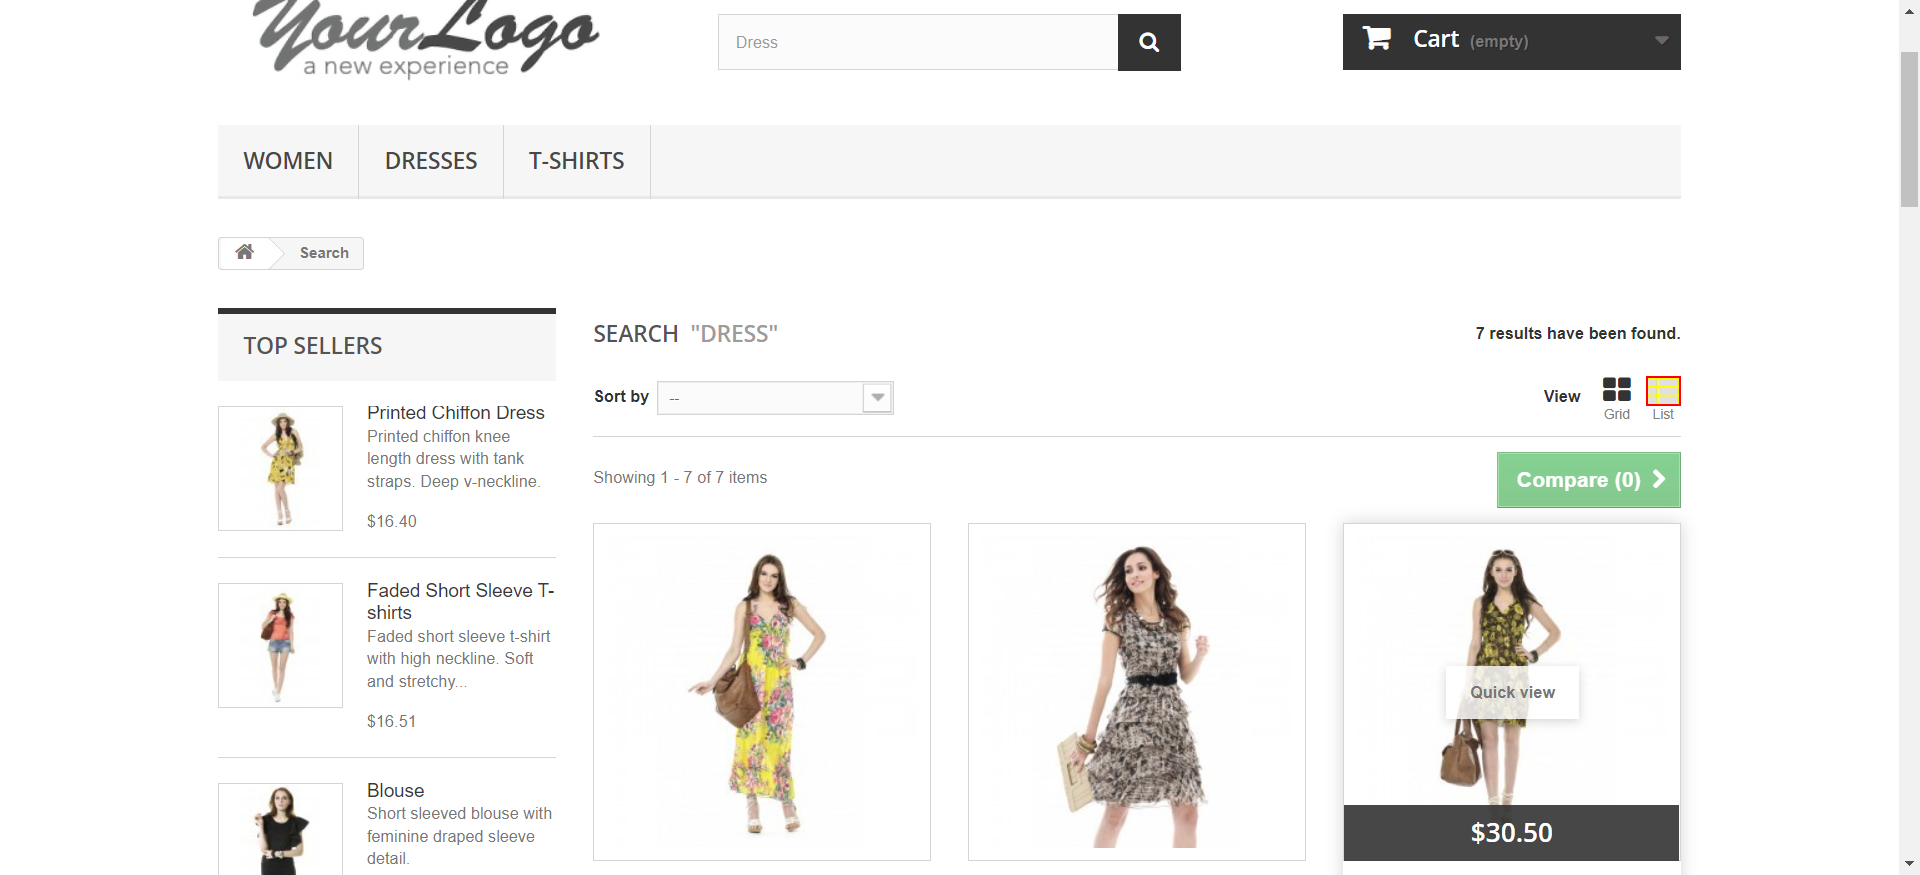 YourLogo
a new experience
Dress
Cart (empty)
WOMEN
DRESSES
T-SHIRTS
Search
TOP SELLERS
Printed Chiffon Dress
Printed chiffon knee
length dress with tank
straps. Deep v-neckline.
$16.40
Faded Short Sleeve T-
shirts
Faded short sleeve t-shirt
with high neckline. Soft
and stretchy...
$16.51
Blouse
Short sleeved blouse with
feminine draped sleeve
detail.
SEARCH "DRESS"
7 results have been found.
Sort by --
View
Grid
List
Showing 1 - 7 of 7 items
Compare (0)
Quick view
$30.50